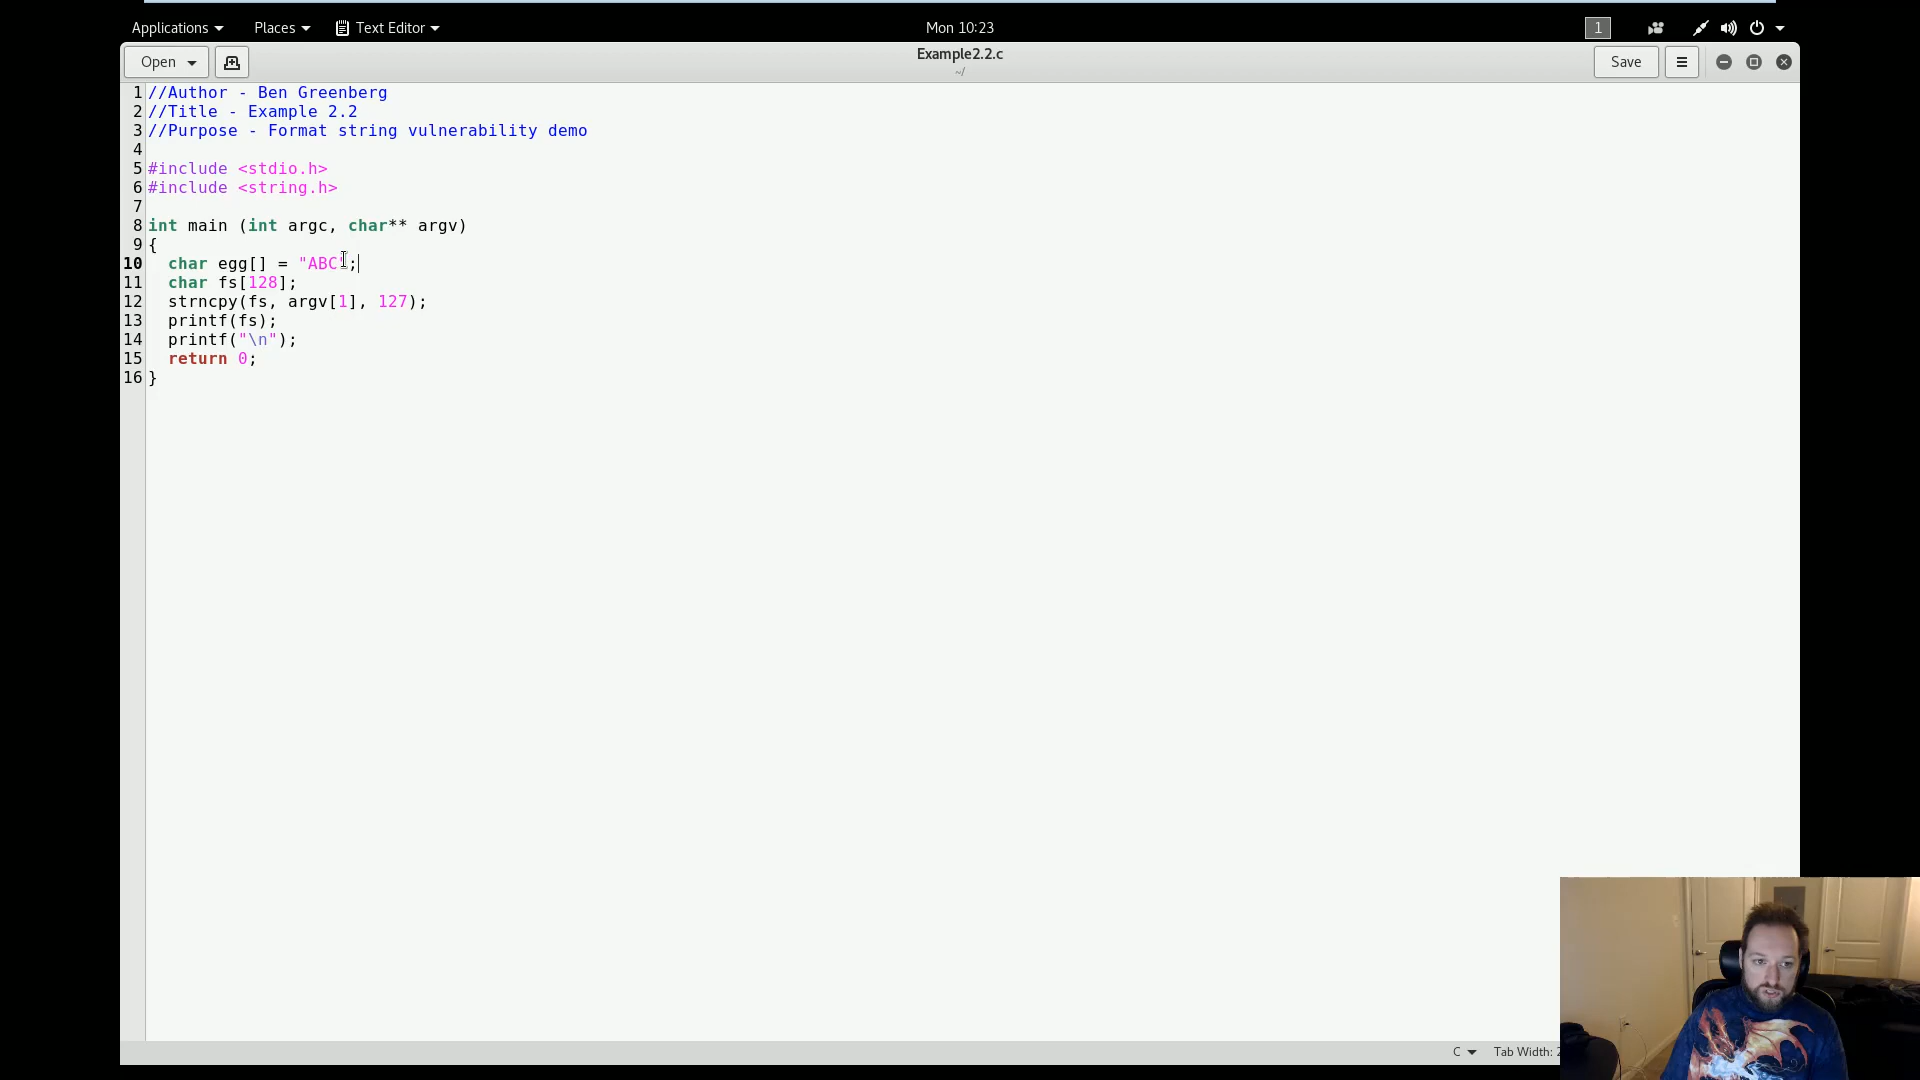 Applications Places Text Editor Mon 10:23 1
Open Example2.2.c Save
~/
1 //Author - Ben Greenberg
2 //Title - Example 2.2
3 //Purpose - Format string vulnerability demo
4
5 #include <stdio.h>
6 #include <string.h>
7
8 int main (int argc, char** argv)
9 {
10   char egg[] = "ABC";
11   char fs[128];
12   strncpy(fs, argv[1], 127);
13   printf(fs);
14   printf("\n");
15   return 0;
16 }
C Tab Width: